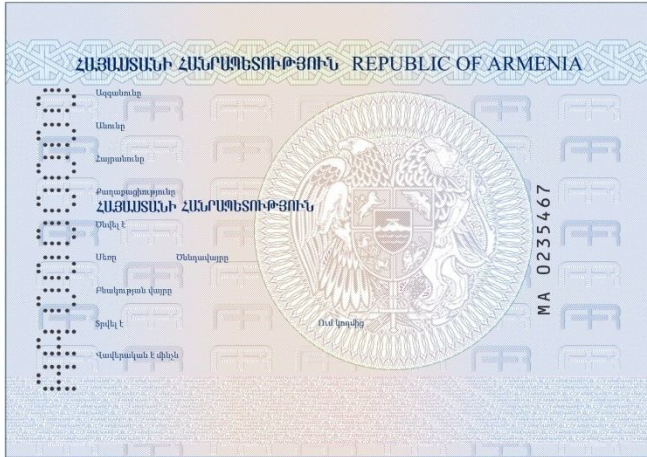 ՀԱՅԱՍՏԱՆԻ ՀԱՆՐԱՊԵՏՈՒԹՅՈՒՆ REPUBLIC OF ARMENIA
Ազգանունը
Անունը
Հայրանունը
Քաղաքացիությունը
ՀԱՅԱՍՏԱՆԻ ՀԱՆՐԱՊԵՏՈՒԹՅՈՒՆ
Ծնվել է
Սեռը Ծննդավայրը
Բնակության վայրը
Տրվել է Ում կողմից
Վավերական է մինչև
MA 0235467